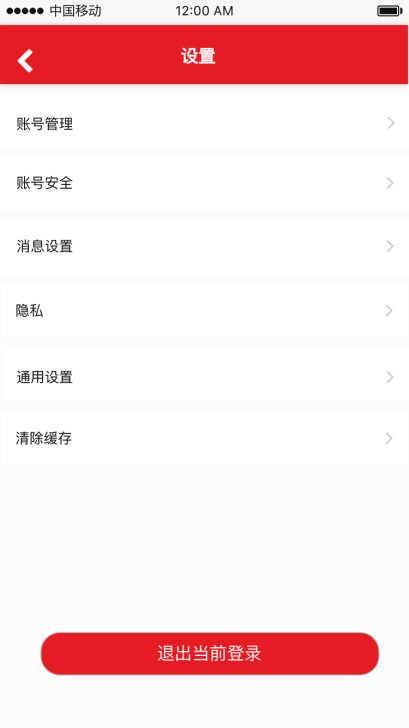 中国移动 12:00 AM
设置
账号管理
账号安全
消息设置
隐私
通用设置
清除缓存
退出当前登录